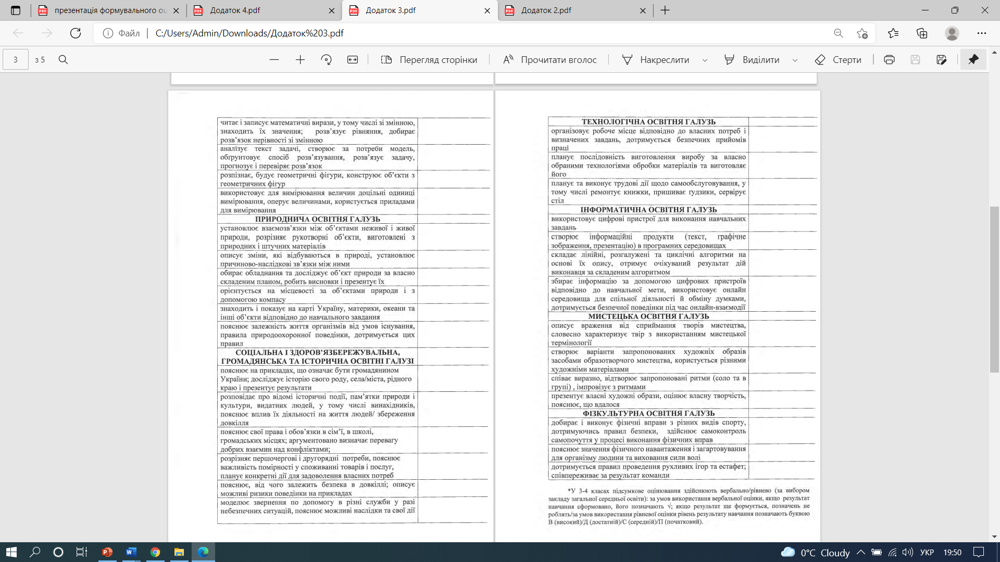 презентація формувального оц
Додаток 4.pdf
Додаток 3.pdf
Додаток 2.pdf
Файл
C:/Users/Admin/Downloads/Додаток%203.pdf
3
з 5
Перегляд сторінки
Прочитати вголос
Накреслити
Виділити
Стерти
читає і записує математичні вирази, у тому числі зі змінною,
знаходить їх значення; розв’язує рівняння, добирає
розв’язок нерівності зі змінною
аналізує текст задачі, створює за потреби модель,
обґрунтовує спосіб розв’язування, розв’язує задачу,
прогнозує і перевіряє розв’язок
розпізнає, будує геометричні фігури, конструює об’єкти з
геометричних фігур
використовує для вимірювання величин доцільні одиниці
вимірювання, оперує величинами, користується приладами
для вимірювання
ПРИРОДНИЧА ОСВІТНЯ ГАЛУЗЬ
установлює взаємозв’язки між об’єктами неживої і живої
природи, розрізняє рукотворні об’єкти, виготовлені з
природних і штучних матеріалів
описує зміни, які відбуваються в природі, установлює
причиново-наслідкові зв’язки між ними
обирає обладнання та досліджує об’єкт природи за власно
складеним планом, робить висновки і презентує їх
орієнтується на місцевості за об’єктами природи і з
допомогою компасу
знаходить і показує на карті Україну, материки, океани та
інші об’єкти відповідно до навчального завдання
пояснює залежність життя організмів від умов існування,
правила природоохоронної поведінки, дотримується цих
правил
СОЦІАЛЬНА І ЗДОРОВ’ЯЗБЕРЕЖУВАЛЬНА,
ГРОМАДЯНСЬКА ТА ІСТОРИЧНА ОСВІТНІ ГАЛУЗІ
пояснює на прикладах, що означає бути громадянином
України; досліджує історію свого роду, села/міста, рідного
краю і презентує результати
розповідає про відомі історичні події, пам’ятки природи і
культури, видатних людей, у тому числі винахідників,
пояснює вплив їх діяльності на життя людей/ збереження
довкілля
пояснює свої права і обов’язки в сім’ї, в школі,
громадських місцях; аргументовано визначає перевагу
добрих взаємин над конфліктами;
розрізняє першочергові і другорядні потреби, пояснює
важливість помірності у споживанні товарів і послуг,
планує конкретні дії для задоволення власних потреб
пояснює, від чого залежить безпека в довкіллі; описує
можливі ризики поведінки на прикладах
моделює звернення по допомогу в різні служби у разі
небезпечних ситуацій, пояснює можливі наслідки та свої дії
ТЕХНОЛОГІЧНА ОСВІТНЯ ГАЛУЗЬ
організовує робоче місце відповідно до власних потреб і
визначених завдань, дотримується безпечних прийомів
праці
планує послідовність виготовлення виробу за власно
обраними технологіями обробки матеріалів та виготовляє
його
планує та виконує трудові дії щодо самообслуговування, у
тому числі ремонтує книжки, пришиває ґудзики, сервірує
стіл
ІНФОРМАТИЧНА ОСВІТНЯ ГАЛУЗЬ
використовує цифрові пристрої для виконання навчальних
завдань
створює інформаційні продукти (текст, графічне
зображення, презентацію) в програмних середовищах
складає лінійні, розгалужені та циклічні алгоритми на
основі їх опису, отримує очікуваний результат дій
виконавця за складеним алгоритмом
збирає інформацію за допомогою цифрових пристроїв
відповідно до навчальної мети, використовує онлайн
середовища для спільної діяльності й обміну думками,
дотримується безпечної поведінки під час онлайн-взаємодії
МИСТЕЦЬКА ОСВІТНЯ ГАЛУЗЬ
описує враження від сприймання творів мистецтва,
словесно характеризує твір з використанням мистецької
термінології
створює варіанти запропонованих художніх образів
засобами образотворчого мистецтва, користується різними
художніми матеріалами
співає виразно, відтворює запропоновані ритми (соло та в
групі) , імпровізує з ритмами
презентує власні художні образи, оцінює власну творчість,
пояснює, що вдалося
ФІЗКУЛЬТУРНА ОСВІТНЯ ГАЛУЗЬ
добирає і виконує фізичні вправи з різних видів спорту,
дотримуючись правил безпеки, здійснює самоконтроль
самопочуття у процесі виконання фізичних вправ
пояснює значення фізичного навантаження і загартовування
для організму людини та виховання сили волі
дотримується правил проведення рухливих ігор та естафет;
співпереживає за результат команди
*У 3-4 класах підсумкове оцінювання здійснюють вербально/рівнево (за вибором
закладу загальної середньої освіти): за умов використання вербальної оцінки, якщо результат
навчання сформовано, його позначають √; якщо результат ще формується, позначень не
роблять/за умов використання рівневої оцінки рівень результату навчання позначають буквою
В (високий)/Д (достатній)/С (середній)/П (початковий).
0°C Cloudy
УКР
19:50